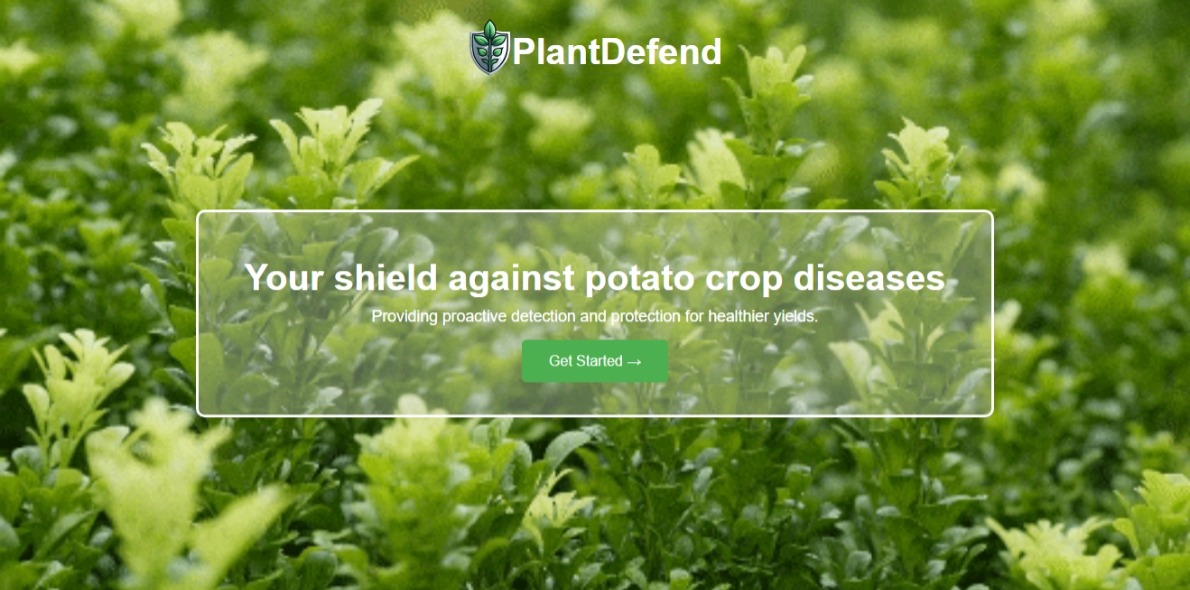 PlantDefend
Your shield against potato crop diseases
Providing proactive detection and protection for healthier yields.
Get Started →